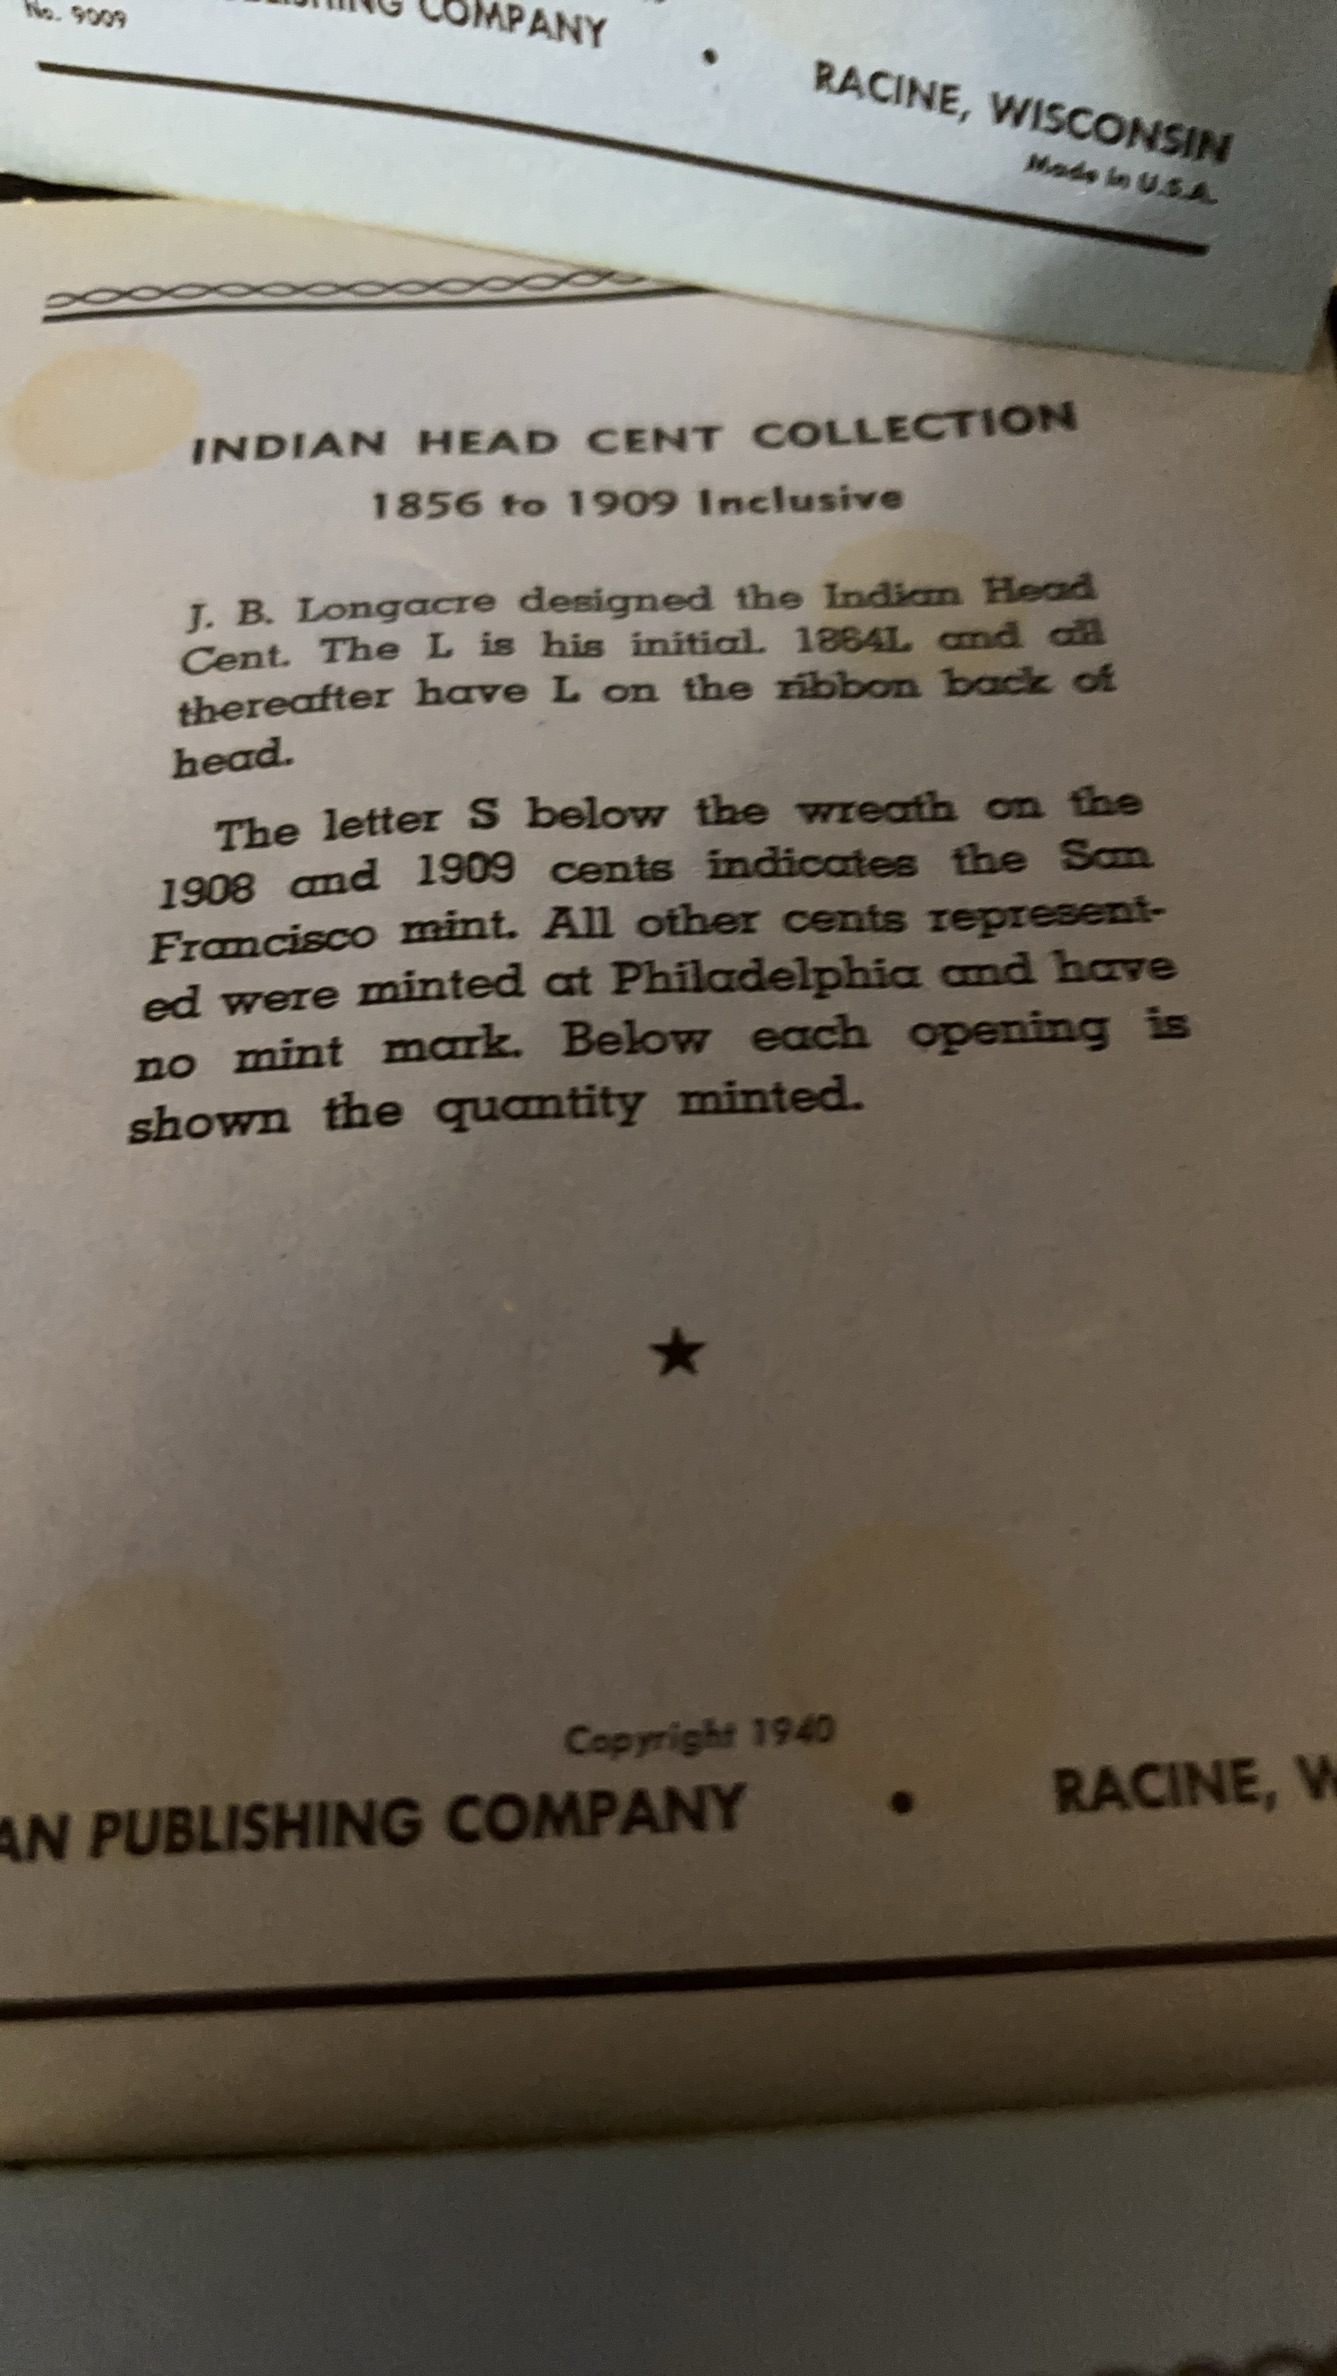 No. 9009
COMPANY • RACINE, WISCONSIN
Made in U.S.A.
INDIAN HEAD CENT COLLECTION
1856 to 1909 Inclusive
J. B. Longacre designed the Indian Head
Cent. The L is his initial. 1864L and all
thereafter have L on the ribbon back of
head.
The letter S below the wreath on the
1908 and 1909 cents indicates the San
Francisco mint. All other cents represent-
ed were minted at Philadelphia and have
no mint mark. Below each opening is
shown the quantity minted.
Copyright 1940
AN PUBLISHING COMPANY • RACINE, W